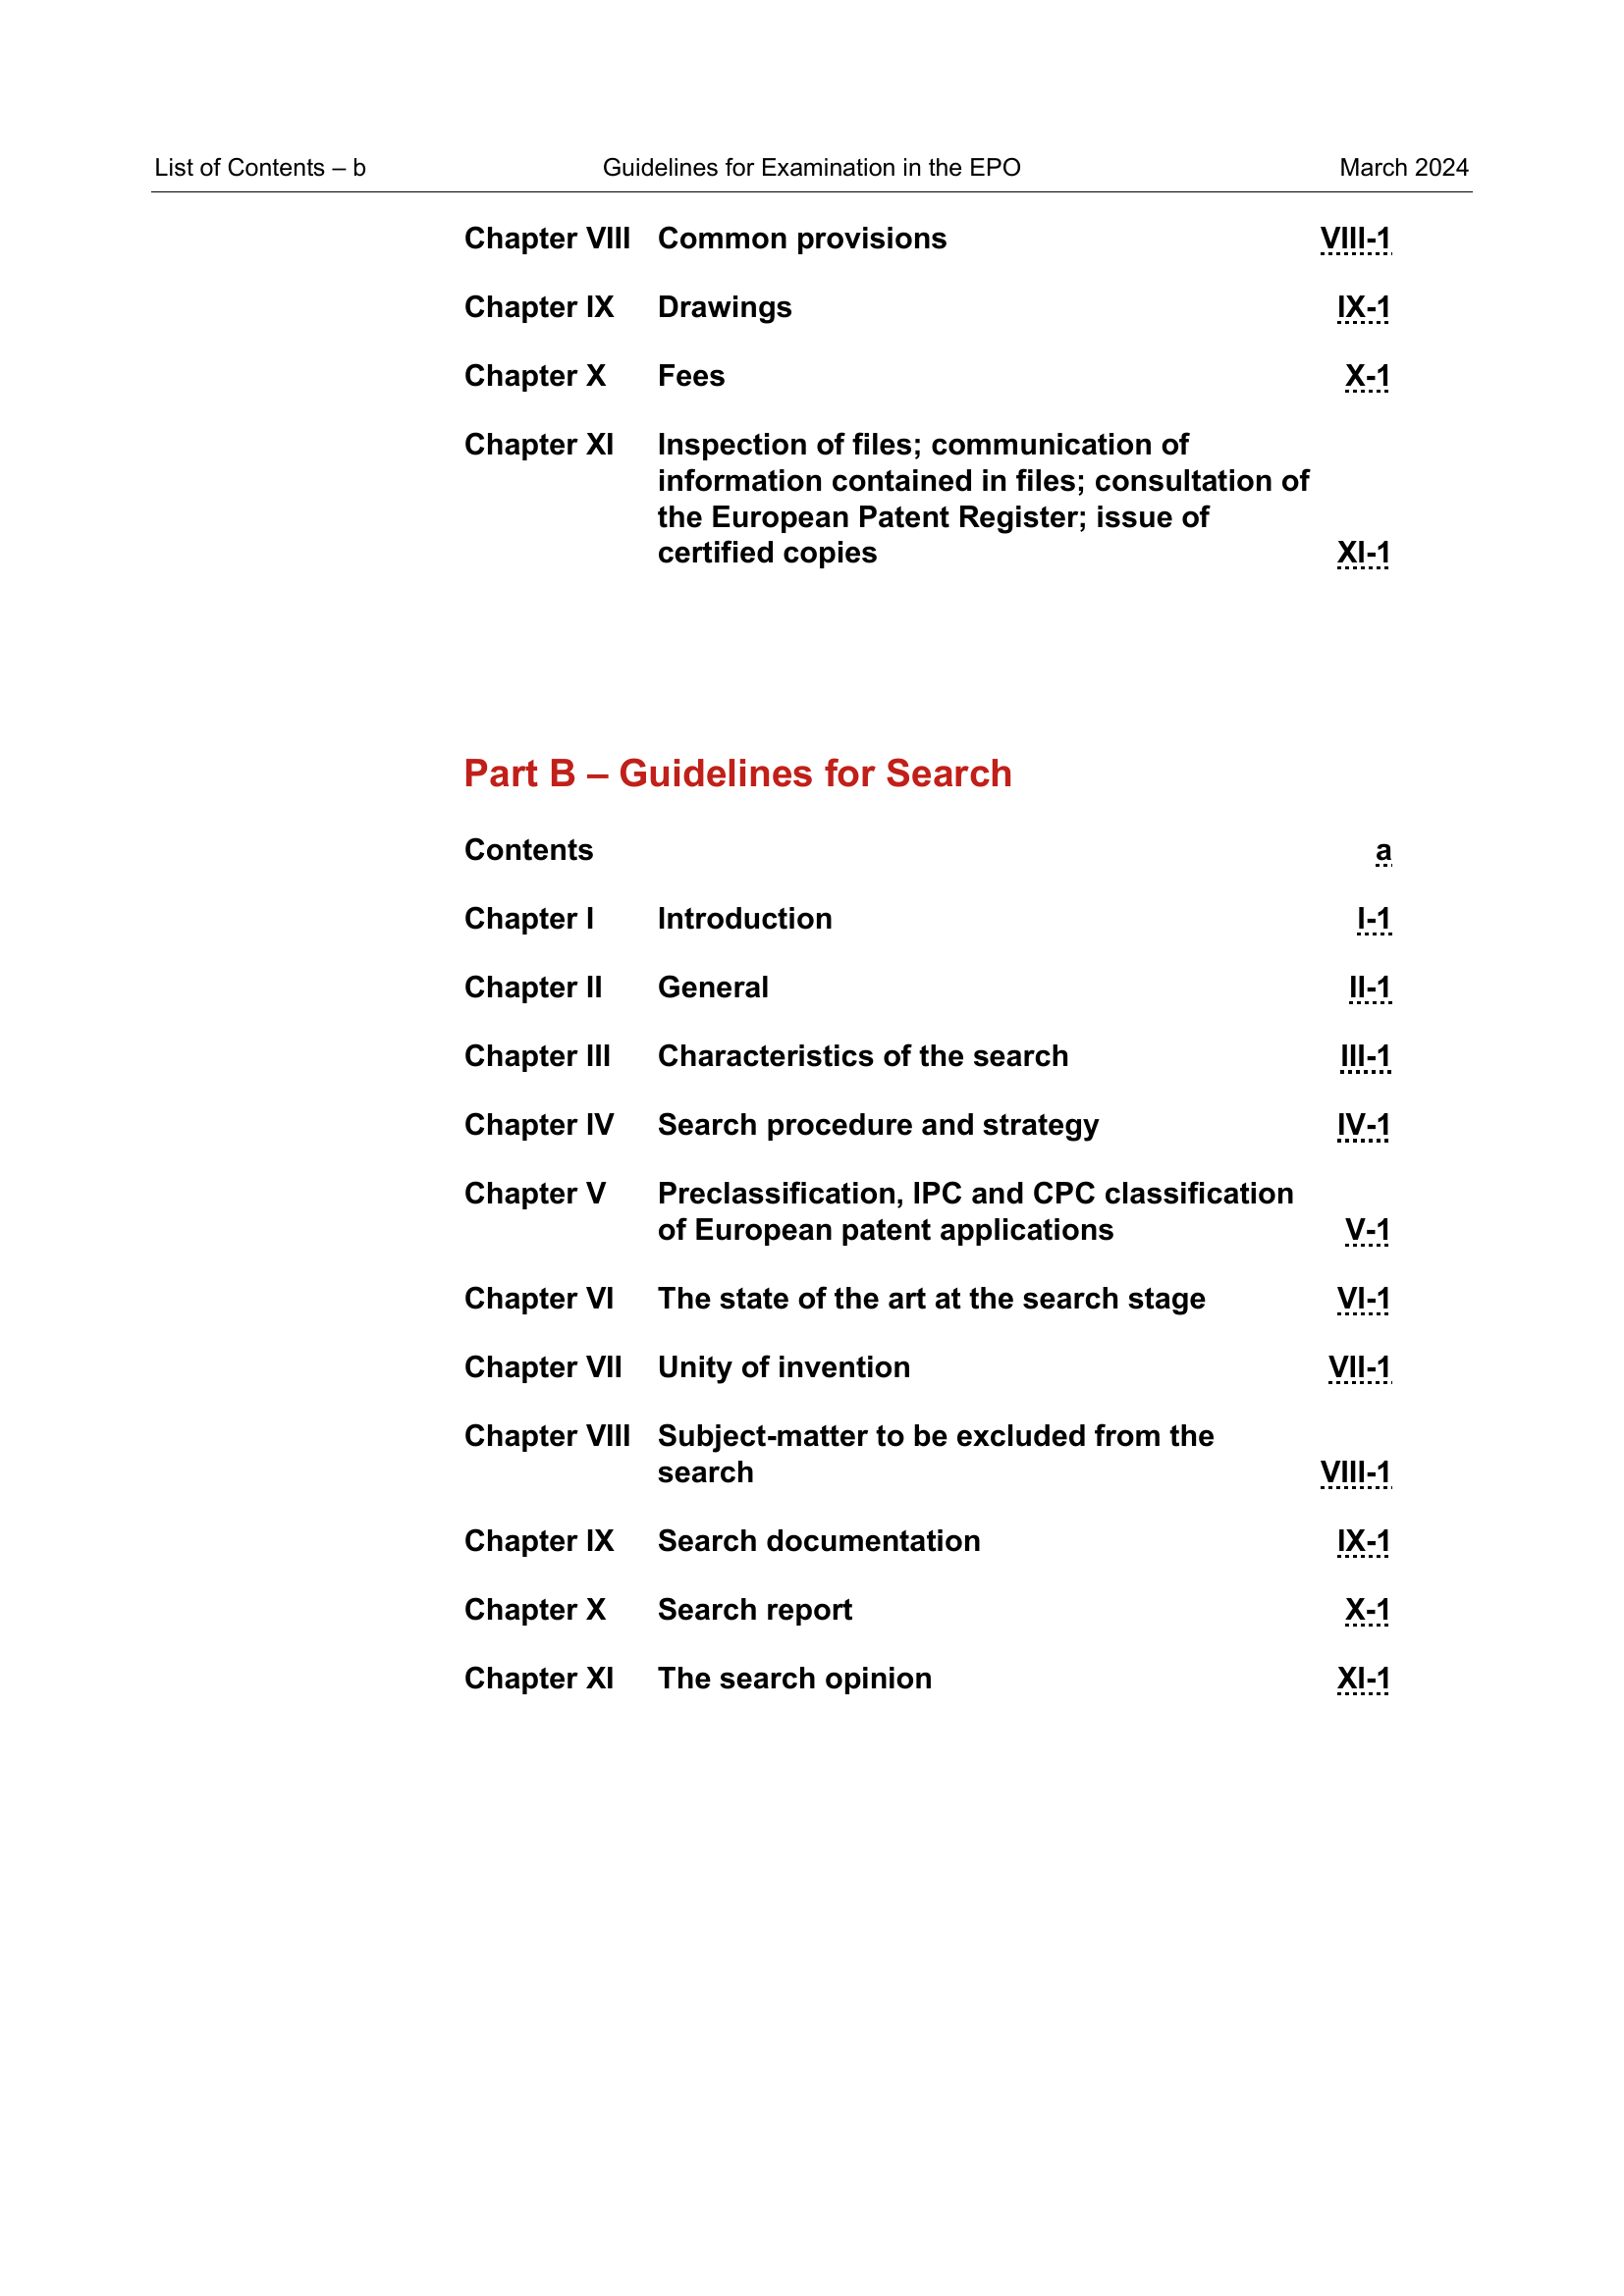 List of Contents – b Guidelines for Examination in the EPO March 2024
Chapter VIII Common provisions VIII-1
Chapter IX Drawings IX-1
Chapter X Fees X-1
Chapter XI Inspection of files; communication of
information contained in files; consultation of
the European Patent Register; issue of
certified copies XI-1
Part B – Guidelines for Search
Contents a
Chapter I Introduction I-1
Chapter II General II-1
Chapter III Characteristics of the search III-1
Chapter IV Search procedure and strategy IV-1
Chapter V Preclassification, IPC and CPC classification
of European patent applications V-1
Chapter VI The state of the art at the search stage VI-1
Chapter VII Unity of invention VII-1
Chapter VIII Subject-matter to be excluded from the
search VIII-1
Chapter IX Search documentation IX-1
Chapter X Search report X-1
Chapter XI The search opinion XI-1